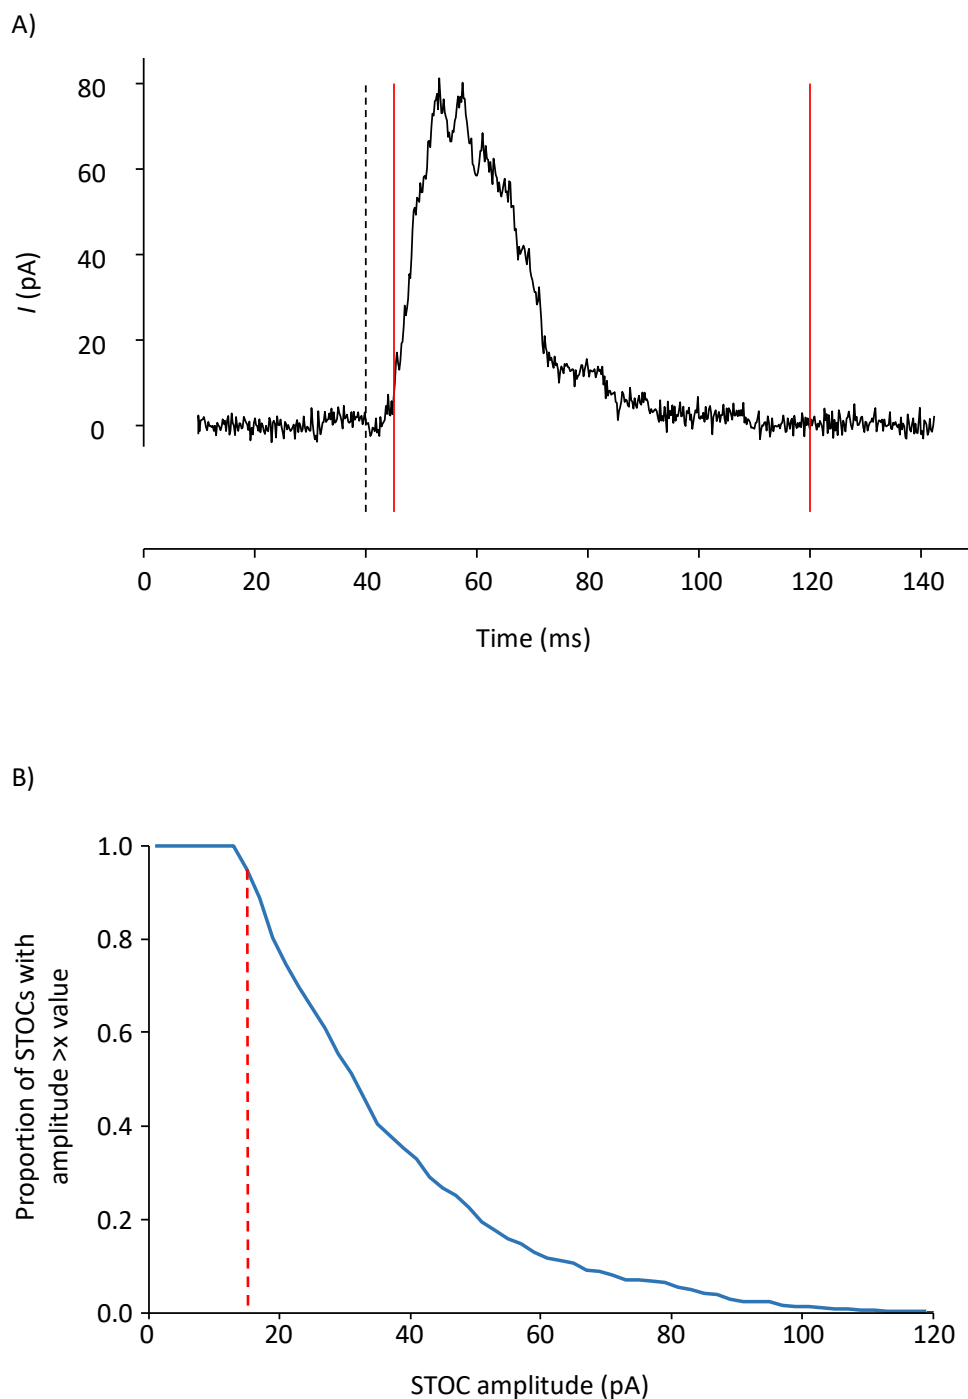 A)
80
60
40
20
0
I (pA)
0 20 40 60 80 100 120 140
Time (ms)
B)
1.0
0.8
0.6
0.4
0.2
0.0
Proportion of STOCs with
amplitude >x value
0 20 40 60 80 100 120
STOC amplitude (pA)